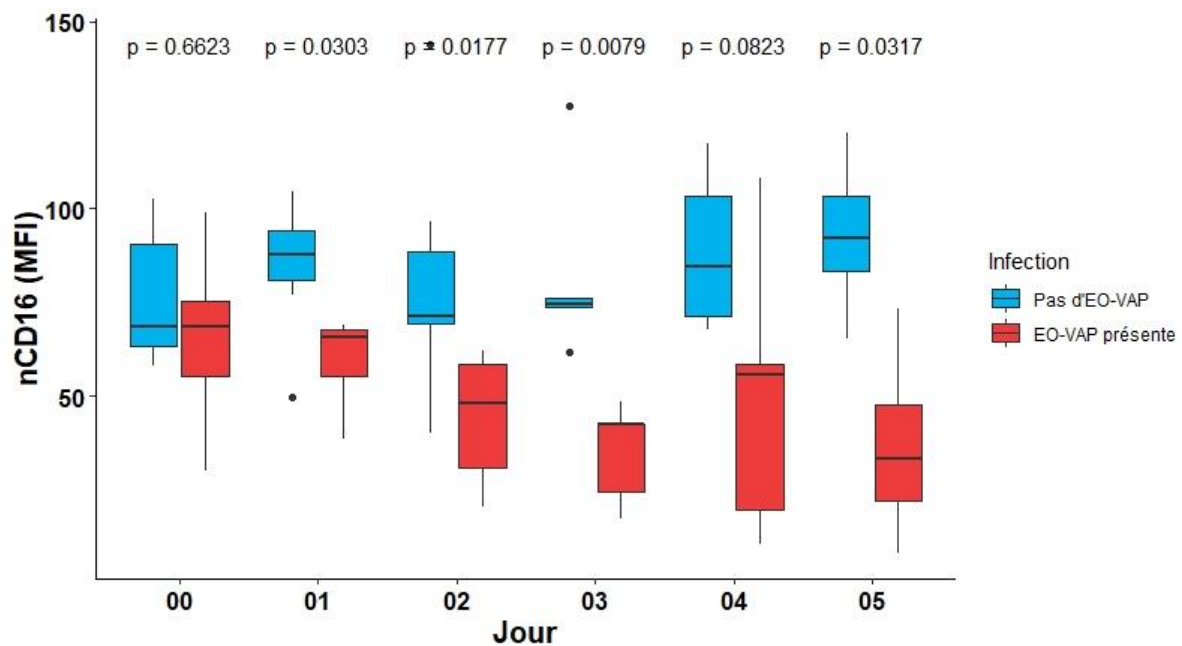 150
p = 0.6623 p = 0.0303 p = 0.0177 p = 0.0079 p = 0.0823 p = 0.0317
100
nCD16 (MFI)
50
Infection
Pas d'EO-VAP
EO-VAP présente
00 01 02 03 04 05
Jour